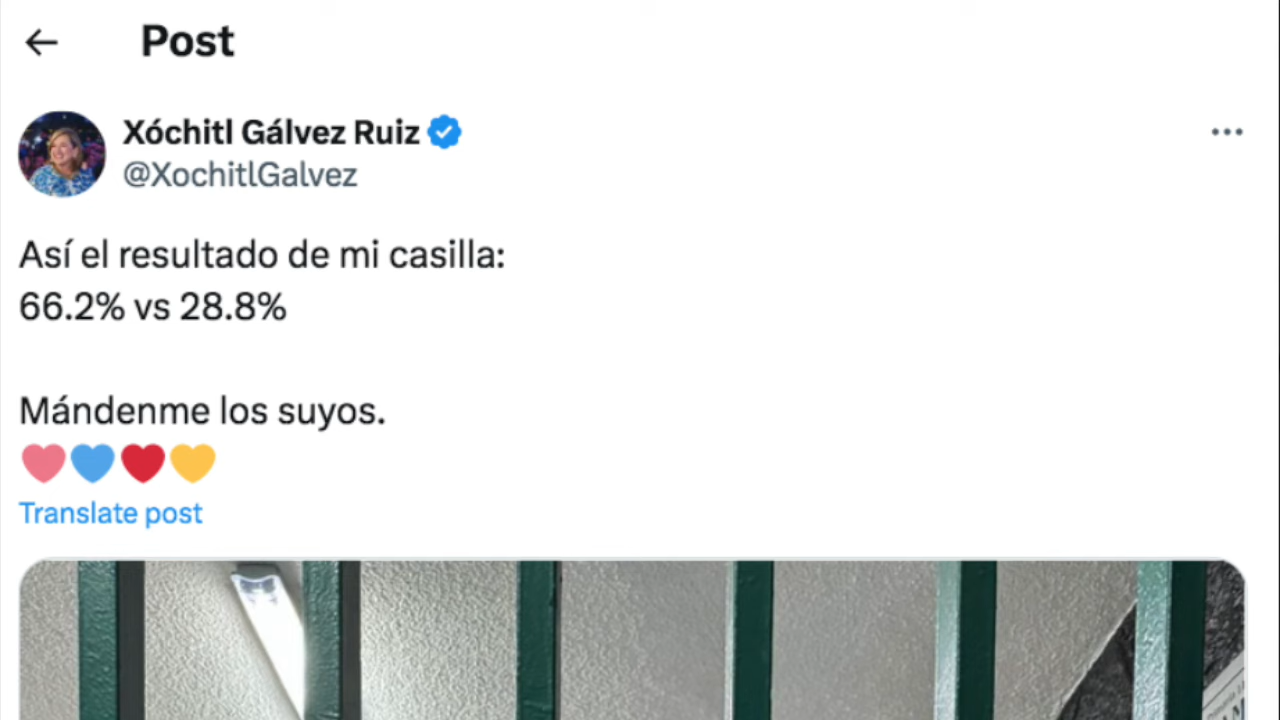 Post
Xóchitl Gálvez Ruiz
@XochitlGalvez
Así el resultado de mi casilla:
66.2% vs 28.8%
Mándenme los suyos.
Translate post